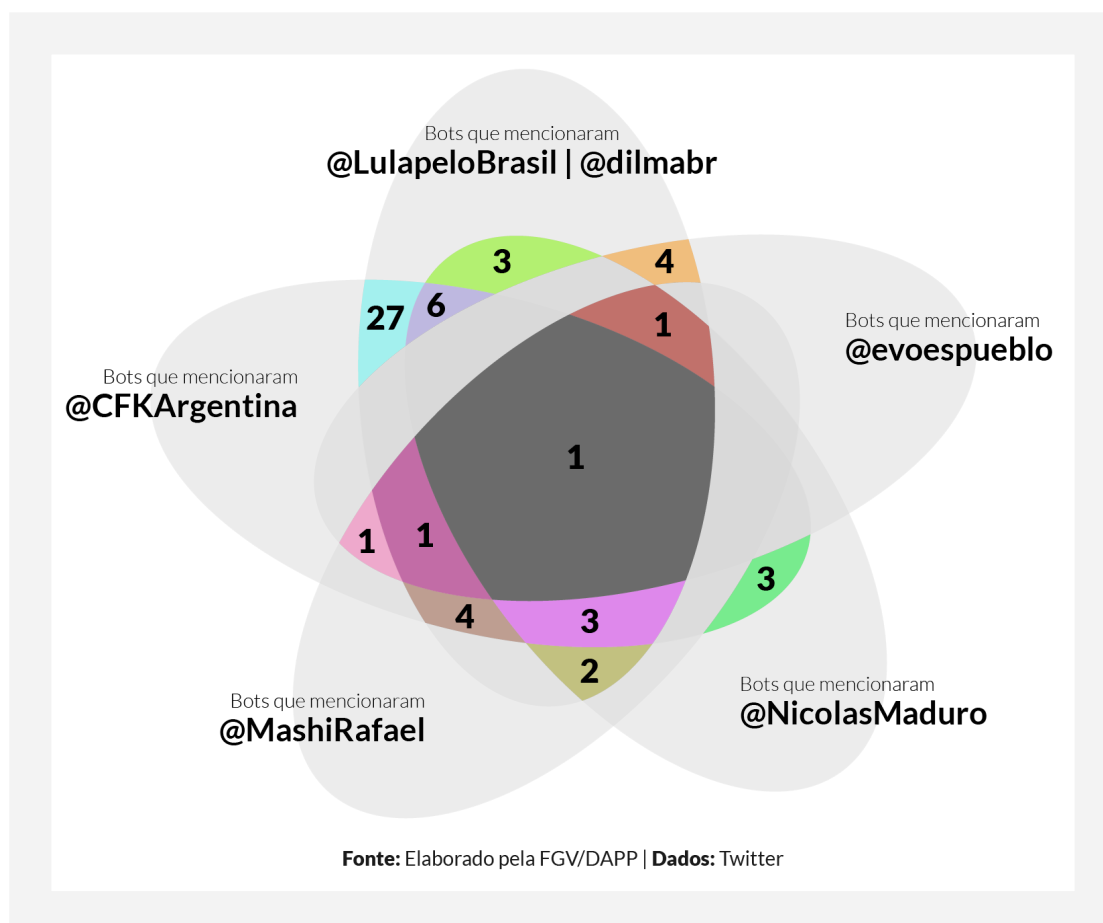 Bots que mencionaram
@LulapeloBrasil | @dilmabr
3
4
27
6
1
Bots que mencionaram
@evoespueblo
Bots que mencionaram
@CFKArgentina
1
1
1
3
4
3
2
Bots que mencionaram
@MashiRafael
Bots que mencionaram
@NicolasMaduro
Fonte: Elaborado pela FGV/DAPP | Dados: Twitter